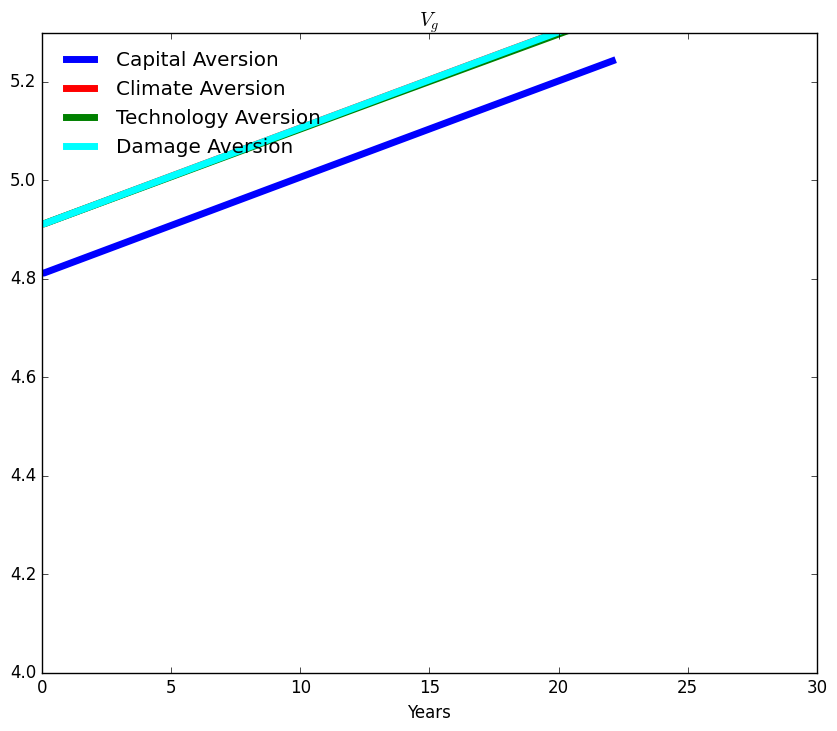 V_g
Capital Aversion
Climate Aversion
Technology Aversion
Damage Aversion
5.2
5.0
4.8
4.6
4.4
4.2
4.0
0 5 10 15 20 25 30
Years